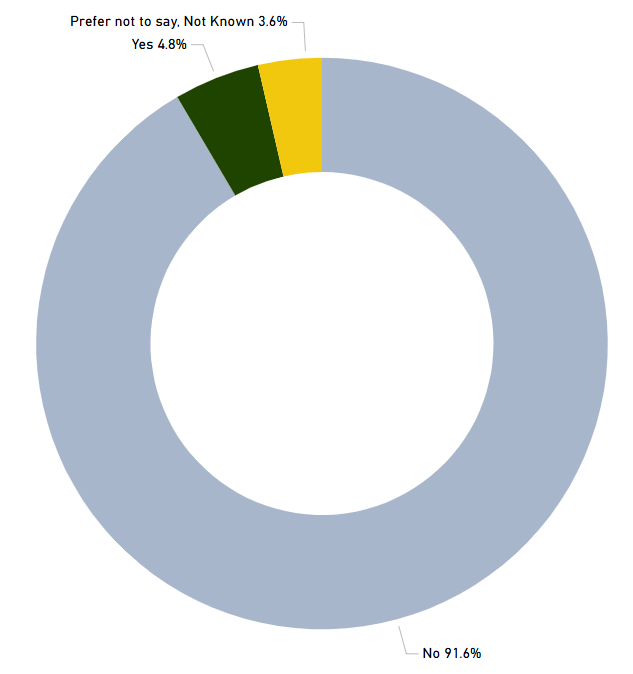 Prefer not to say, Not Known 3.6%
Yes 4.8%
No 91.6%